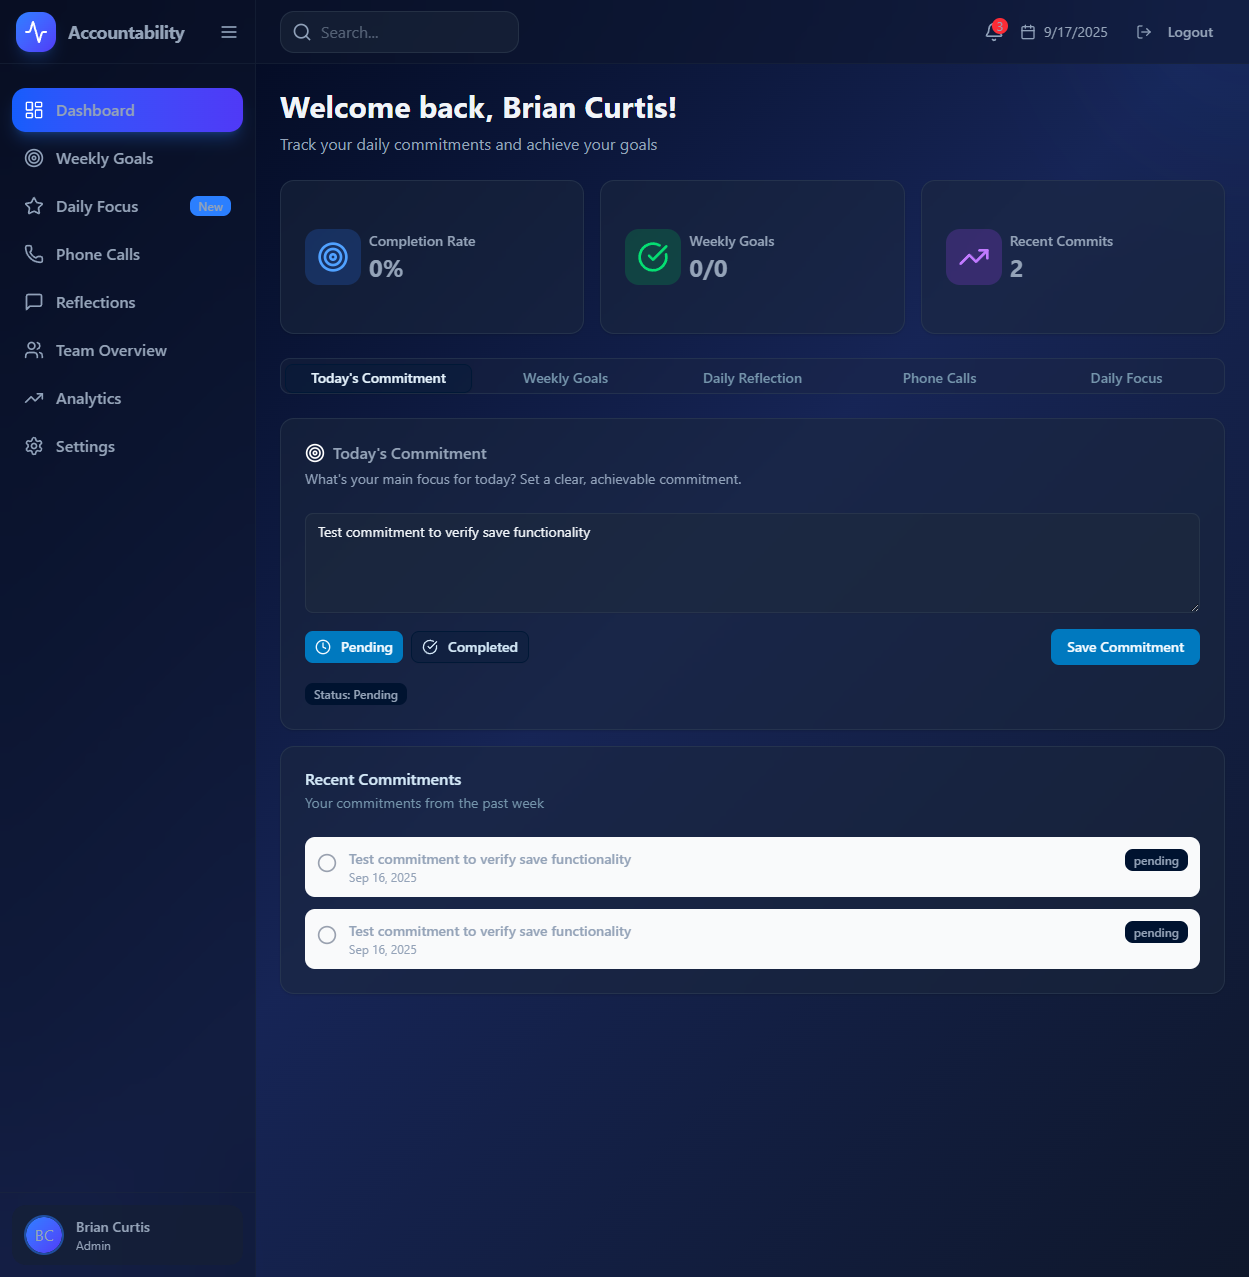 Accountability
Search...
3
9/17/2025
Logout
Dashboard
Weekly Goals
Daily Focus
New
Phone Calls
Reflections
Team Overview
Analytics
Settings
Welcome back, Brian Curtis!
Track your daily commitments and achieve your goals
Completion Rate
0%
Weekly Goals
0/0
Recent Commits
2
Today's Commitment
Weekly Goals
Daily Reflection
Phone Calls
Daily Focus
Today's Commitment
What's your main focus for today? Set a clear, achievable commitment.
Test commitment to verify save functionality
Pending
Completed
Save Commitment
Status: Pending
Recent Commitments
Your commitments from the past week
Test commitment to verify save functionality
pending
Sep 16, 2025
Test commitment to verify save functionality
pending
Sep 16, 2025
BC
Brian Curtis
Admin